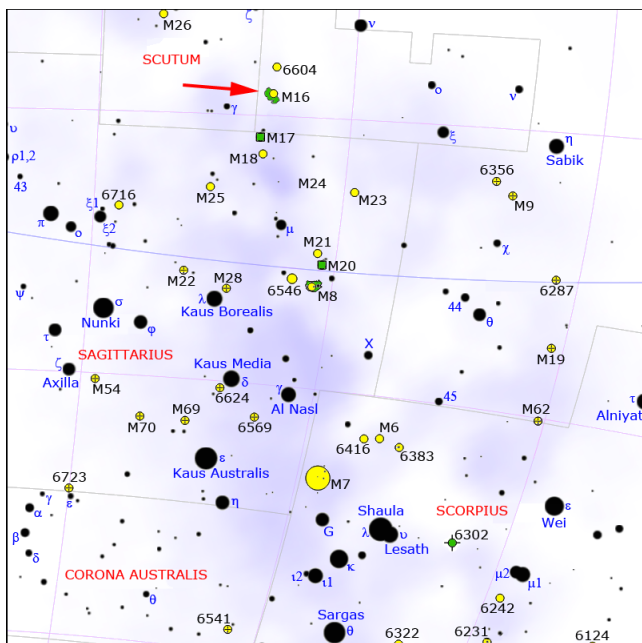 M26
ζ
ν
SCUTUM
6604
M16
γ
ο
ν
υ
M17
ξ
η
Sabik
ρ1,2
M18
43
6716
M25
M24
M23
6356
M9
ξ1
π
ο
ξ2
μ
M21
χ
M20
M22
M28
6546
M8
6287
ψ
λ
Kaus Borealis
44
θ
σ
Nunki
φ
τ
X
M19
SAGITTARIUS
ζ
Kaus Media
Axilla
M54
δ
6624
γ
Al Nasl
45
τ
Alniyat
M70
M69
6569
M6
6416
6383
M62
ε
Kaus Australis
6723
M7
γ
ε
α
η
Shaula
SCORPIUS
ε
Wei
G
λ
υ
Lesath
6302
β
δ
CORONA AUSTRALIS
κ
ι2
ι1
μ2
μ1
θ
6242
Sargas
6541
θ
6322
6231
6124